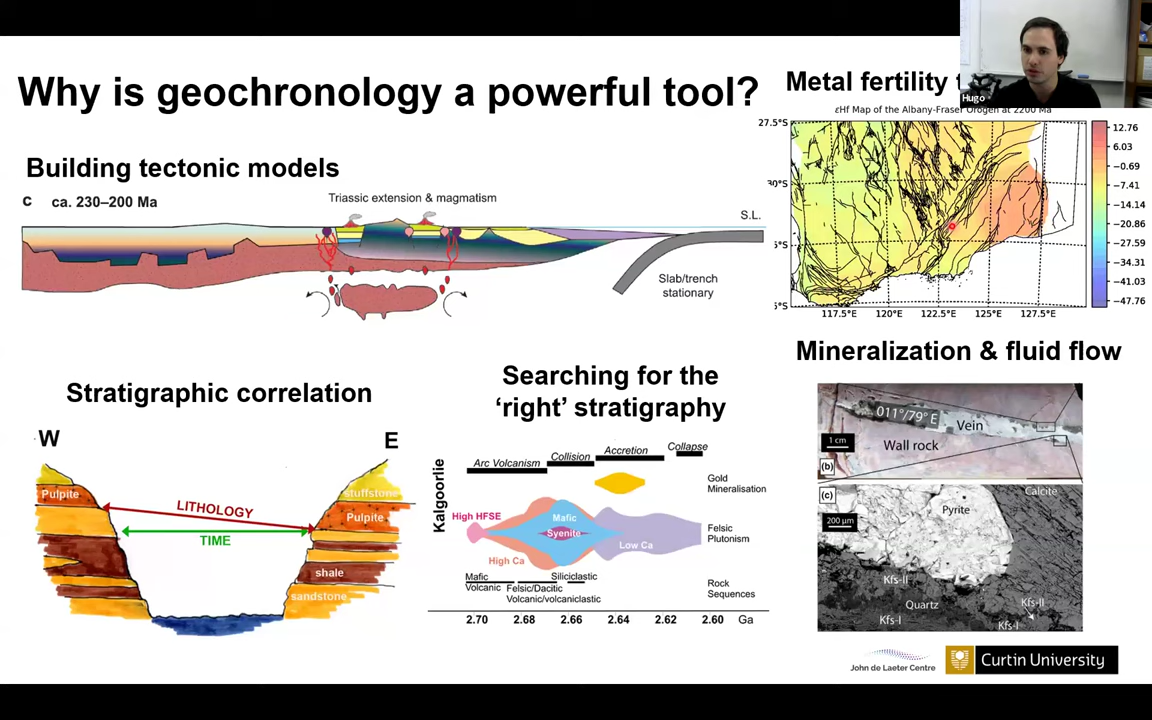 Why is geochronology a powerful tool?
Metal fertility
Hugo
εHf Map of the Albany-Fraser Orogen at 2200 Ma
Building tectonic models
C ca. 230–200 Ma
Triassic extension & magmatism
S.L.
Slab/trench
stationary
27.5°S
30°S
5°S
5°S
117.5°E 120°E 122.5°E 125°E 127.5°E
12.76
6.03
−0.69
−7.41
−14.14
−20.86
−27.59
−34.31
−41.03
−47.76
Stratigraphic correlation
W
E
Pulpite
stuffstone
Pulpite
LITHOLOGY
TIME
shale
sandstone
Searching for the
‘right’ stratigraphy
Kalgoorlie
Arc Volcanism
Collision
Accretion
Collapse
Gold
Mineralisation
High HFSE
Mafic
Syenite
Low Ca
High Ca
Felsic
Plutonism
Mafic
Volcanic
Felsic/Dacitic
Volcanic/volcaniclastic
Siliciclastic
Rock
Sequences
2.70 2.68 2.66 2.64 2.62 2.60 Ga
Mineralization & fluid flow
011°/79° E
Vein
Wall rock
1 cm
(b)
(c)
Calcite
Pyrite
200 μm
Kfs-II
Quartz
Kfs-I
Kfs-II
Kfs-I
John de Laeter Centre
Curtin University